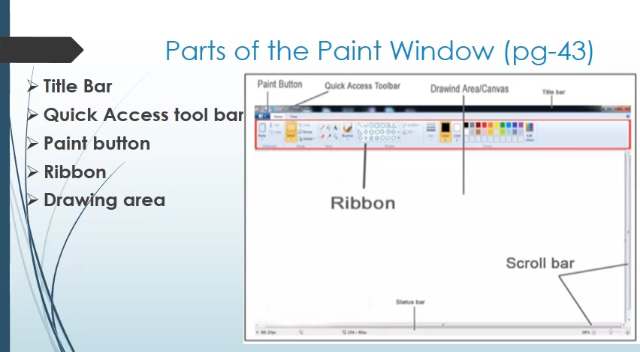 Parts of the Paint Window (pg-43)
Title Bar
Quick Access tool bar
Paint button
Ribbon
Drawing area
Paint Button
Quick Access Toolbar
Drawind Area/Canvas
Title bar
Ribbon
Scroll bar
Status bar